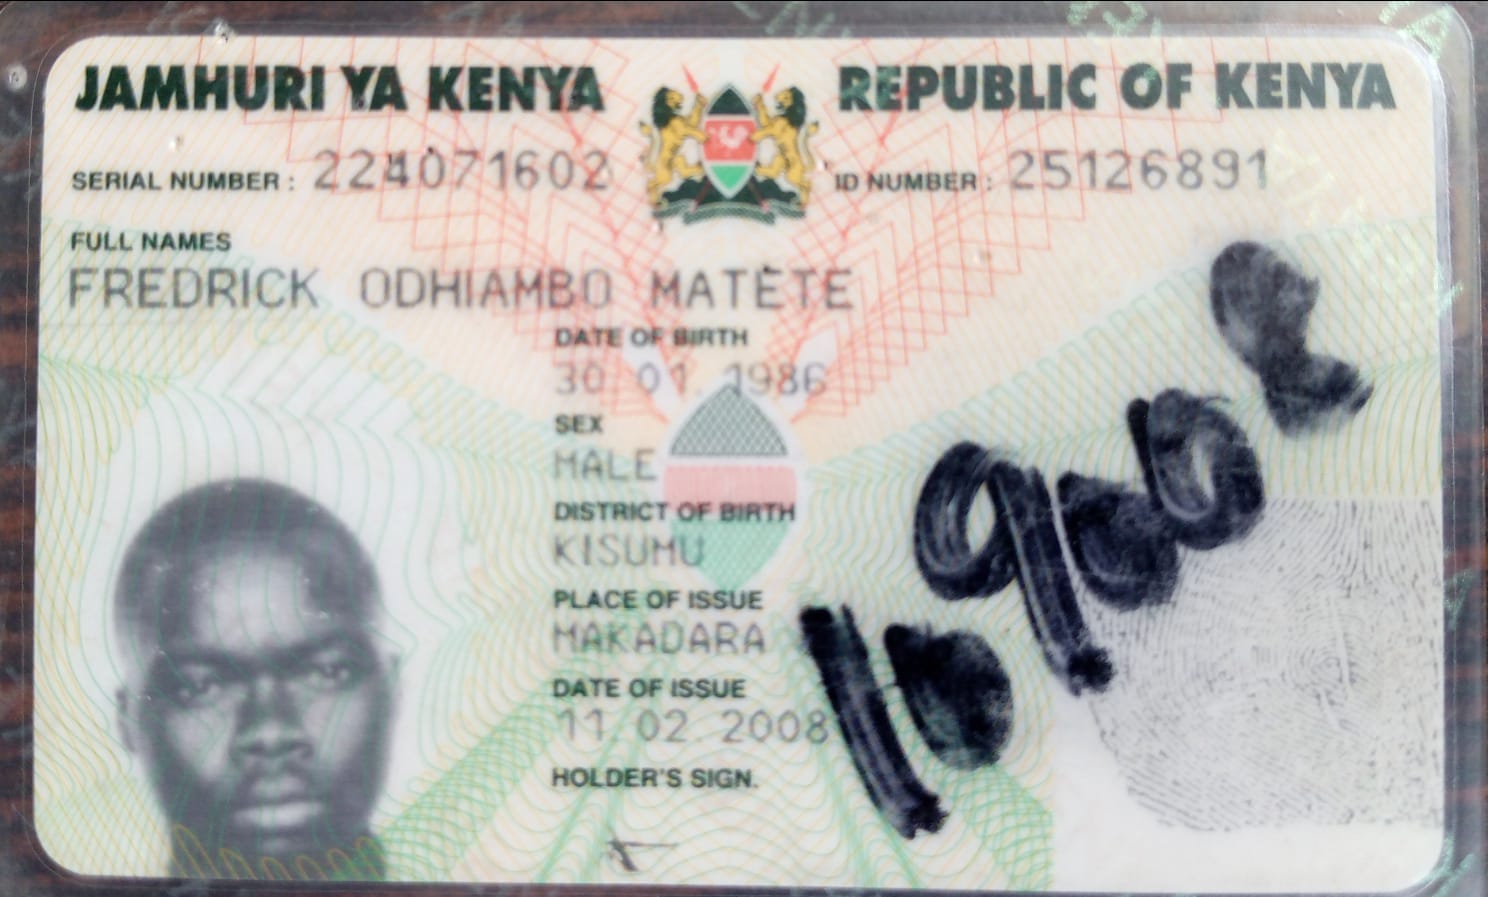 JAMHURI YA KENYA REPUBLIC OF KENYA
SERIAL NUMBER : 224071602 ID NUMBER : 25126891
FULL NAMES
FREDRICK ODHIAMBO MATETE
DATE OF BIRTH
30 01 1986
SEX
MALE
DISTRICT OF BIRTH
KISUMU
PLACE OF ISSUE
MAKADARA
DATE OF ISSUE
11 02 2008
HOLDER'S SIGN.